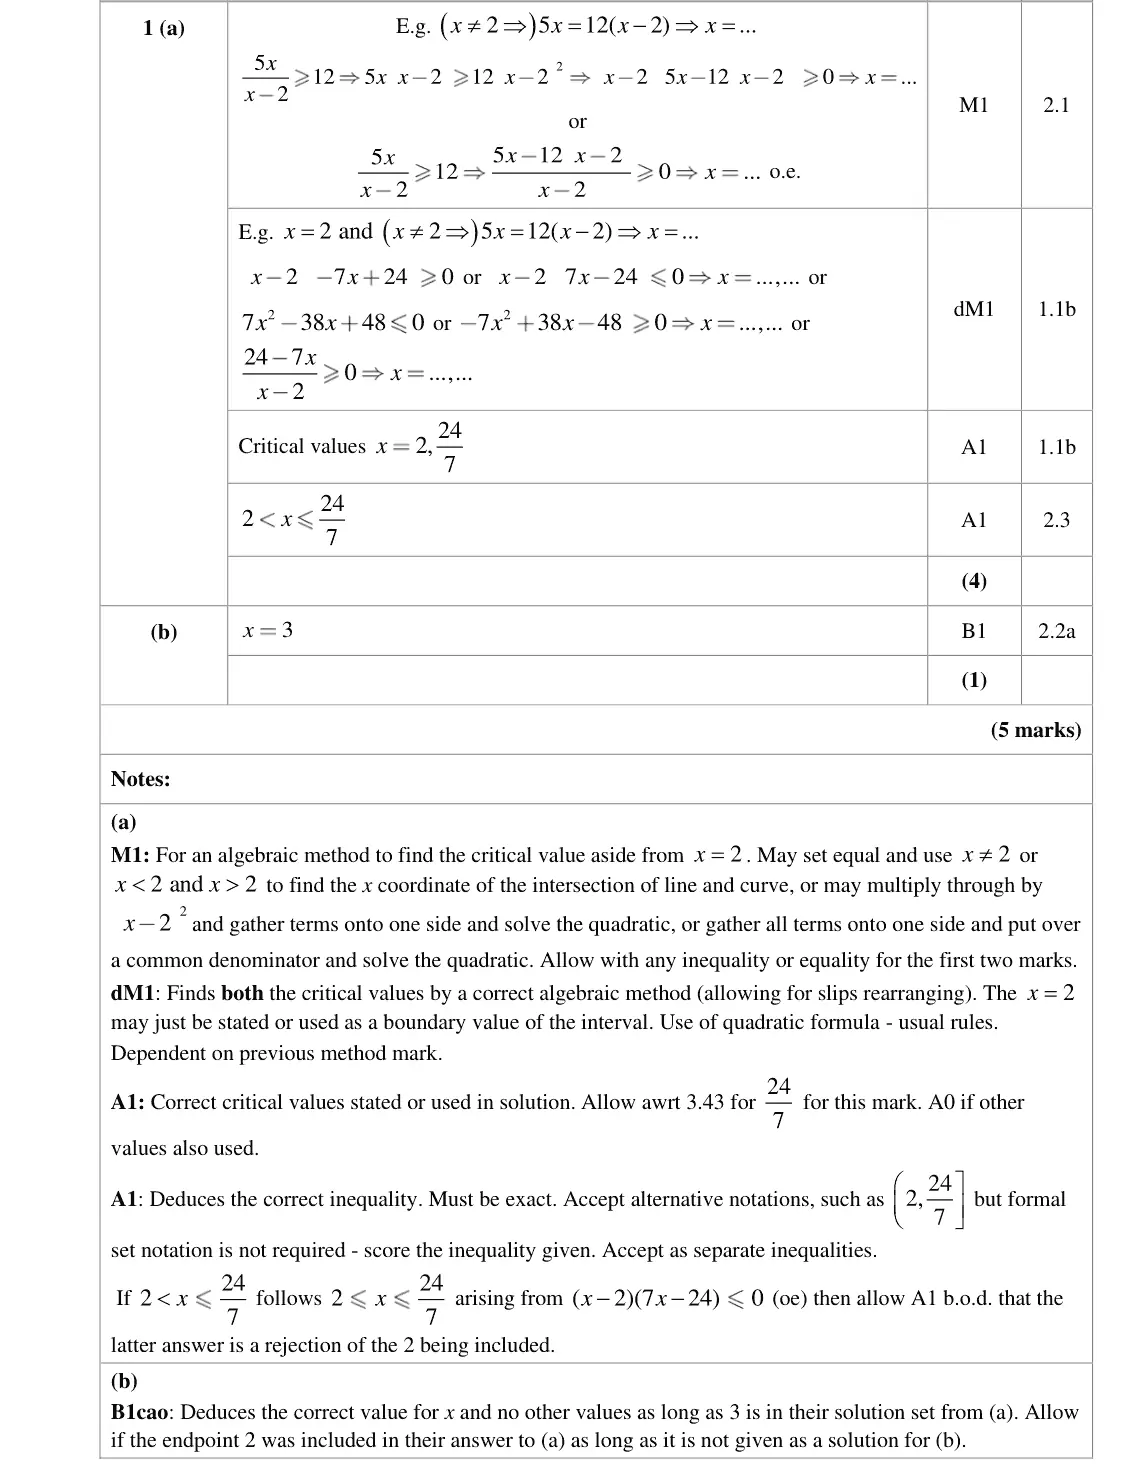 1 (a)
E.g. (x ≠ 2 ⇒) 5x = 12(x − 2) ⇒ x = ...
5x/(x − 2) ⩾ 12 ⇒ 5x x − 2 ⩾ 12 x − 2 ² ⇒ x − 2 5x − 12 x − 2 ⩾ 0 ⇒ x = ...
or
5x/(x − 2) ⩾ 12 ⇒ (5x − 12 x − 2)/(x − 2) ⩾ 0 ⇒ x = ... o.e.
M1
2.1
E.g. x = 2 and (x ≠ 2 ⇒) 5x = 12(x − 2) ⇒ x = ...
x − 2 −7x + 24 ⩾ 0 or x − 2 7x − 24 ⩽ 0 ⇒ x = ...,... or
7x² − 38x + 48 ⩽ 0 or −7x² + 38x − 48 ⩾ 0 ⇒ x = ...,... or
(24 − 7x)/(x − 2) ⩾ 0 ⇒ x = ...,...
dM1
1.1b
Critical values x = 2, 24/7
A1
1.1b
2 < x ⩽ 24/7
A1
2.3
(4)
(b)
x = 3
B1
2.2a
(1)
(5 marks)
Notes:
(a)
M1: For an algebraic method to find the critical value aside from x = 2. May set equal and use x ≠ 2 or
x < 2 and x > 2 to find the x coordinate of the intersection of line and curve, or may multiply through by
x − 2 ² and gather terms onto one side and solve the quadratic, or gather all terms onto one side and put over
a common denominator and solve the quadratic. Allow with any inequality or equality for the first two marks.
dM1: Finds both the critical values by a correct algebraic method (allowing for slips rearranging). The x = 2
may just be stated or used as a boundary value of the interval. Use of quadratic formula - usual rules.
Dependent on previous method mark.
A1: Correct critical values stated or used in solution. Allow awrt 3.43 for 24/7 for this mark. A0 if other
values also used.
A1: Deduces the correct inequality. Must be exact. Accept alternative notations, such as (2, 24/7] but formal
set notation is not required - score the inequality given. Accept as separate inequalities.
If 2 < x ⩽ 24/7 follows 2 ⩽ x ⩽ 24/7 arising from (x − 2)(7x − 24) ⩽ 0 (oe) then allow A1 b.o.d. that the
latter answer is a rejection of the 2 being included.
(b)
B1cao: Deduces the correct value for x and no other values as long as 3 is in their solution set from (a). Allow
if the endpoint 2 was included in their answer to (a) as long as it is not given as a solution for (b).